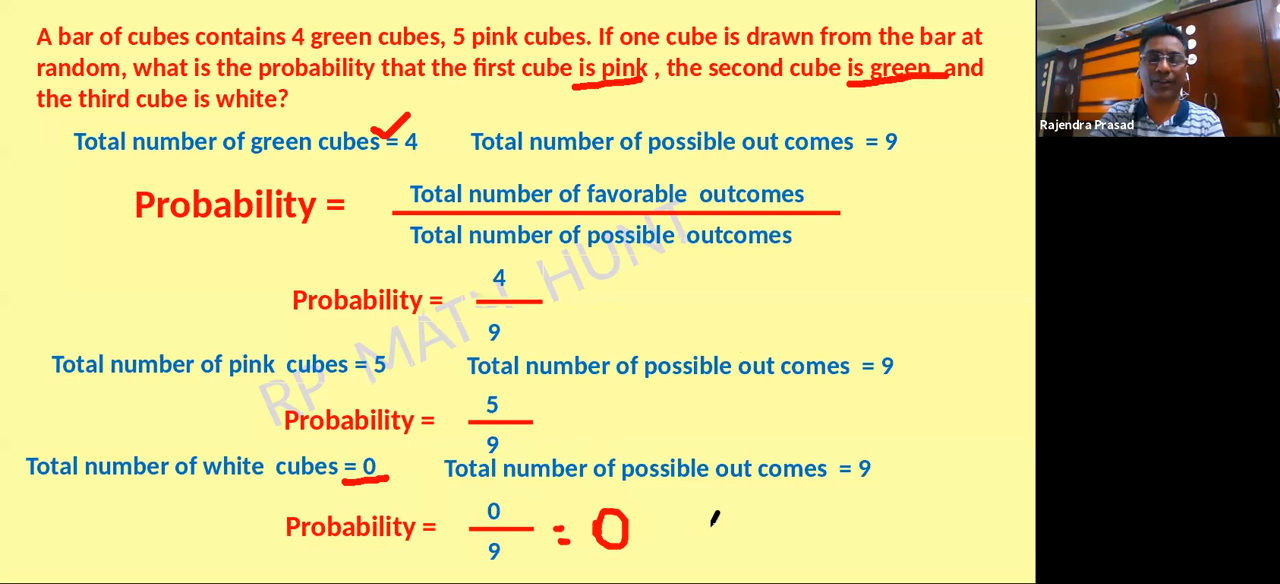 A bar of cubes contains 4 green cubes, 5 pink cubes. If one cube is drawn from the bar at
random, what is the probability that the first cube is pink , the second cube is green and
the third cube is white?
Total number of green cubes = 4 Total number of possible out comes = 9
Probability = Total number of favorable outcomes
Total number of possible outcomes
4
Probability =
9
Total number of pink cubes = 5 Total number of possible out comes = 9
5
Probability =
9
Total number of white cubes = 0 Total number of possible out comes = 9
0
Probability = = 0
9
RP MATH HUNT
Rajendra Prasad